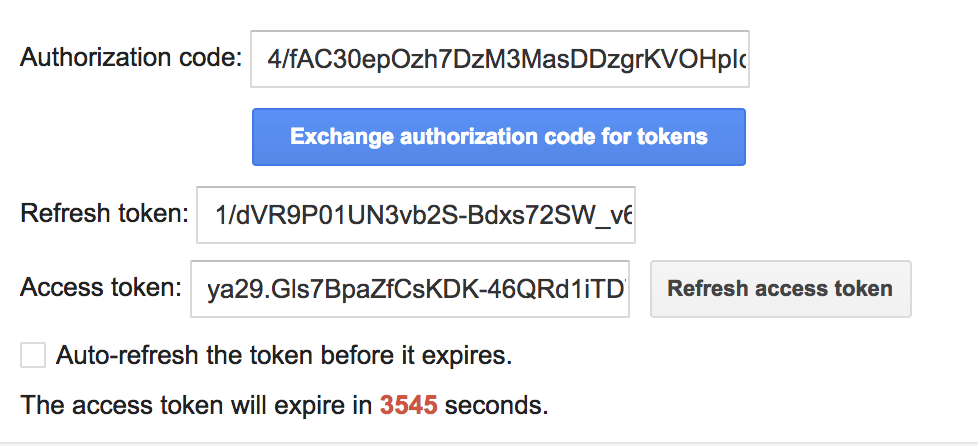 Authorization code: 4/fAC30epOzh7DzM3MasDDzgrKVOHpIc
Exchange authorization code for tokens
Refresh token: 1/dVR9P01UN3vb2S-Bdxs72SW_v6
Access token: ya29.Gls7BpaZfCsKDK-46QRd1iTD
Refresh access token
Auto-refresh the token before it expires.
The access token will expire in 3545 seconds.